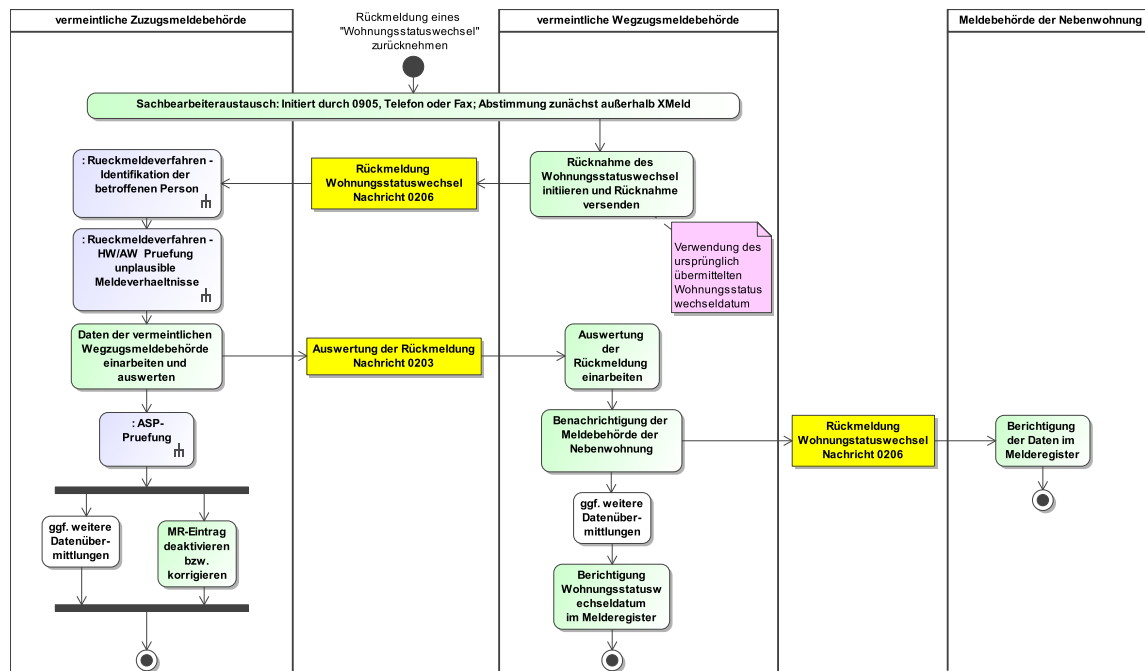 vermeintliche Zuzugsmeldebehörde
Rückmeldung eines
"Wohnungsstatuswechsel"
zurücknehmen
vermeintliche Wegzugsmeldebehörde
Meldebehörde der Nebenwohnung
Sachbearbeiteraustausch: Initiert durch 0905, Telefon oder Fax; Abstimmung zunächst außerhalb XMeld
: Rueckmeldeverfahren -
Identifikation der
betroffenen Person
Rückmeldung
Wohnungsstatuswechsel
Nachricht 0206
Rücknahme des
Wohnungsstatuswechsel
initiieren und Rücknahme
versenden
Verwendung des
ursprünglich
übermittelten
Wohnungsstatus
wechseldatum
: Rueckmeldeverfahren -
HW/AW Pruefung
unplausible
Meldeverhaeltnisse
Daten der vermeintlichen
Wegzugsmeldebehörde
einarbeiten und
auswerten
Auswertung der Rückmeldung
Nachricht 0203
Auswertung
der
Rückmeldung
einarbeiten
: ASP-
Pruefung
Benachrichtigung der
Meldebehörde der
Nebenwohnung
Rückmeldung
Wohnungstatuswechsel
Nachricht 0206
Berichtigung
der Daten im
Melderegister
ggf. weitere
Datenüber-
mittlungen
MR-Eintrag
deaktivieren
bzw.
korrigieren
ggf. weitere
Datenüber-
mittlungen
Berichtigung
Wohnungsstatusw
echseldatum
im Melderegister